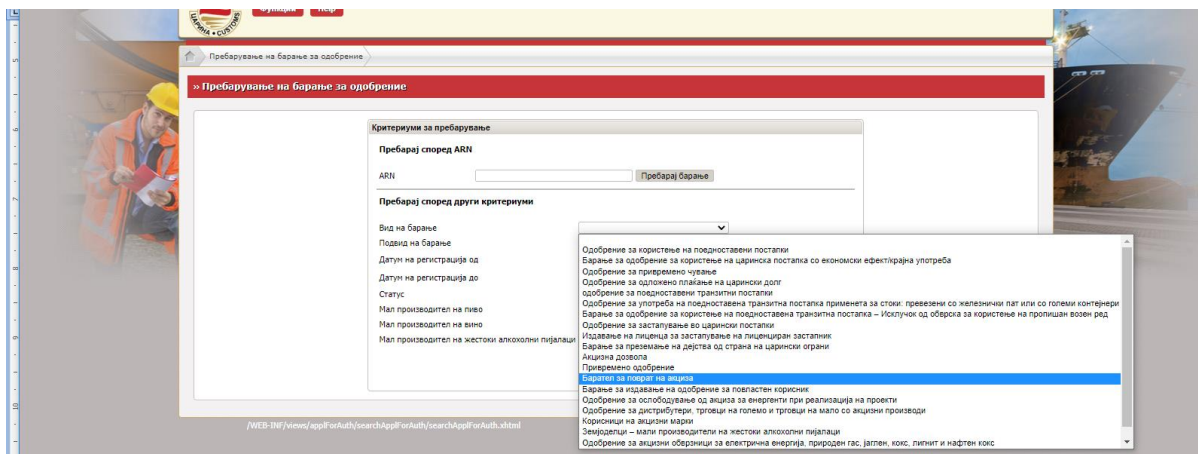 Функции Help
ЦАРИНА • CUSTOMS
Пребарување на барање за одобрение
» Пребарување на барање за одобрение
Критериуми за пребарување
Пребарај според ARN
ARN Пребарај барање
Пребарај според други критериуми
Вид на барање
Подвид на барање
Датум на регистрација од
Датум на регистрација до
Статус
Мал производител на пиво
Мал производител на вино
Мал производител на жестоки алкохолни пијалаци
Одобрение за користење на поедноставени постапки
Барање за одобрение за користење на царинска постапка со економски ефект/крајна употреба
Одобрение за привремено чување
Одобрение за одложено плаќање на царински долг
одобрение за поедноставени транзитни постапки
Одобрение за употреба на поедноставена транзитна постапка применета за стоки: превезени со железнички пат или со големи контејнери
Барање за одобрение за користење на поедноставена транзитна постапка – Исклучок од обврска за користење на пропишан возен ред
Одобрение за застапување во царински постапки
Издавање на лиценца за застапување на лиценциран застапник
Барање за преземање на дејства од страна на царински органи
Акцизна дозвола
Привремено одобрение
Барател за поврат на акциза
Барање за издавање на одобрение за повластен корисник
Одобрение за ослободување од акциза за енергенти при реализација на проекти
Одобрение за дистрибутери, трговци на големо и трговци на мало со акцизни производи
Корисници на акцизни марки
Земјоделци – мали производители на жестоки алкохолни пијалаци
Одобрение за акцизни обврзници за електрична енергија, природен гас, јаглен, кокс, лигнит и нафтен кокс
/WEB-INF/views/applForAuth/searchApplForAuth/searchApplForAuth.xhtml